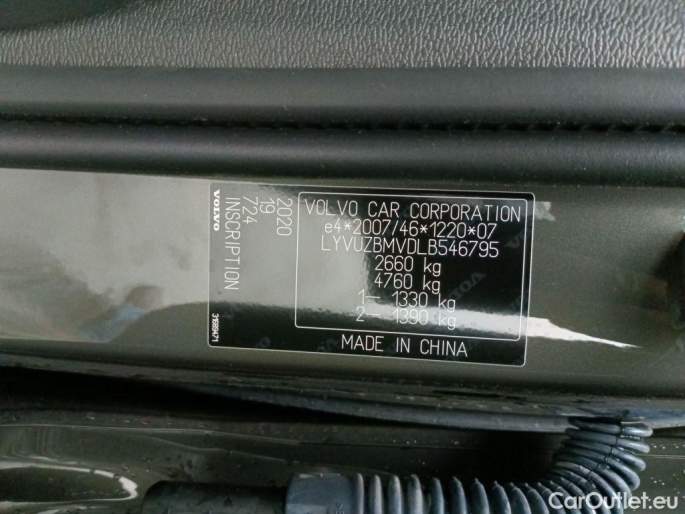 VOLVO CAR CORPORATION
e4*2007/46*1220*07
LYVUZBMVDLB546795
2660 kg
4760 kg
1– 1330 kg
2– 1390 kg
MADE IN CHINA
2020
19
724
INSCRIPTION
VOLVO
CarOutlet.eu